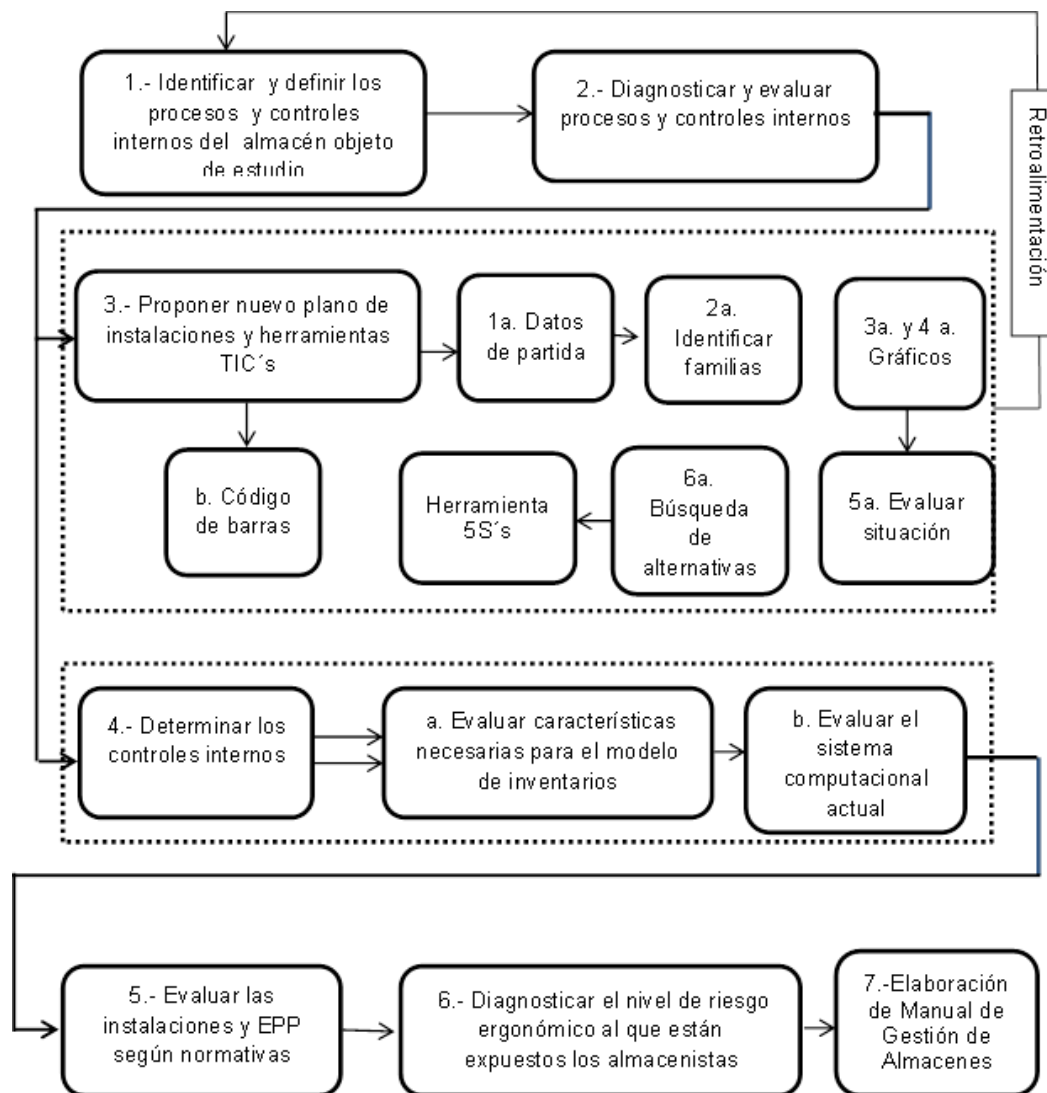 1.- Identificar y definir los
procesos y controles
internos del almacén objeto
de estudio
2.- Diagnosticar y evaluar
procesos y controles internos
Retroalimentación
3.- Proponer nuevo plano de
instalaciones y herramientas
TIC´s
1a. Datos
de partida
2a.
Identificar
familias
3a. y 4 a.
Gráficos
b. Código
de barras
Herramienta
5S´s
6a.
Búsqueda
de
alternativas
5a. Evaluar
situación
4.- Determinar los
controles internos
a. Evaluar características
necesarias para el modelo
de inventarios
b. Evaluar el
sistema
computacional
actual
5.- Evaluar las
instalaciones y EPP
según normativas
6.- Diagnosticar el nivel de riesgo
ergonómico al que están
expuestos los almacenistas
7.-Elaboración
de Manual de
Gestión de
Almacenes